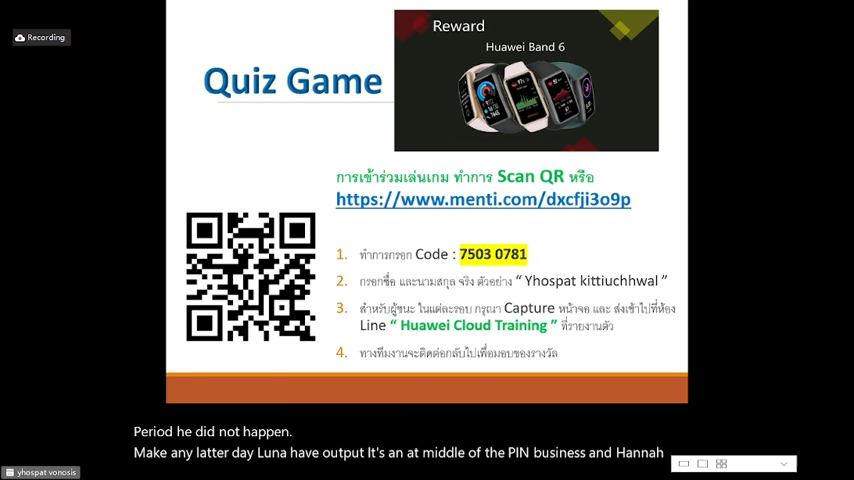 Recording
Reward
Huawei Band 6
Quiz Game
การเข้าร่วมเล่นเกม ทำการ Scan QR หรือ
https://www.menti.com/dxcfji3o9p
1. ทำการกรอก Code : 7503 0781
2. กรอกชื่อ และนามสกุล จริง ตัวอย่าง “ Yhospat kittiuchhwal ”
3. สำหรับผู้ชนะ ในแต่ละรอบ กรุณา Capture หน้าจอ และ ส่งเข้าไปที่ห้อง
Line “ Huawei Cloud Training ” ที่รายงานตัว
4. ทางทีมงานจะติดต่อกลับไปเพื่อมอบของรางวัล
Period he did not happen.
Make any latter day Luna have output It's an at middle of the PIN business and Hannah
yhospat vonosis